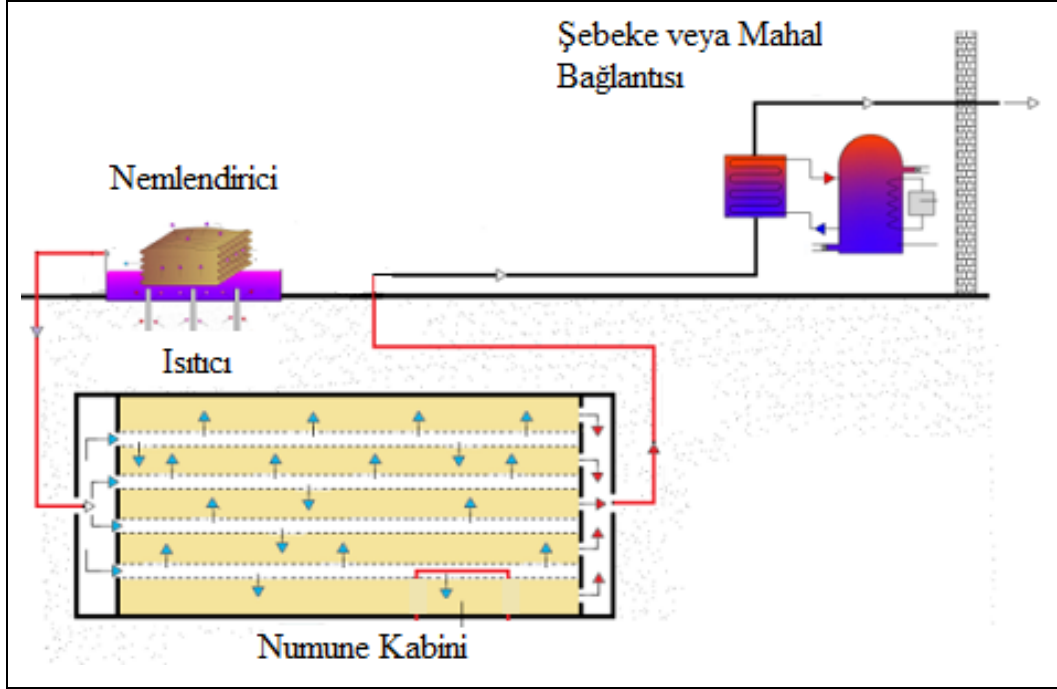 Şebeke veya Mahal
Bağlantısı
Nemlendirici
Isıtıcı
Numune Kabini